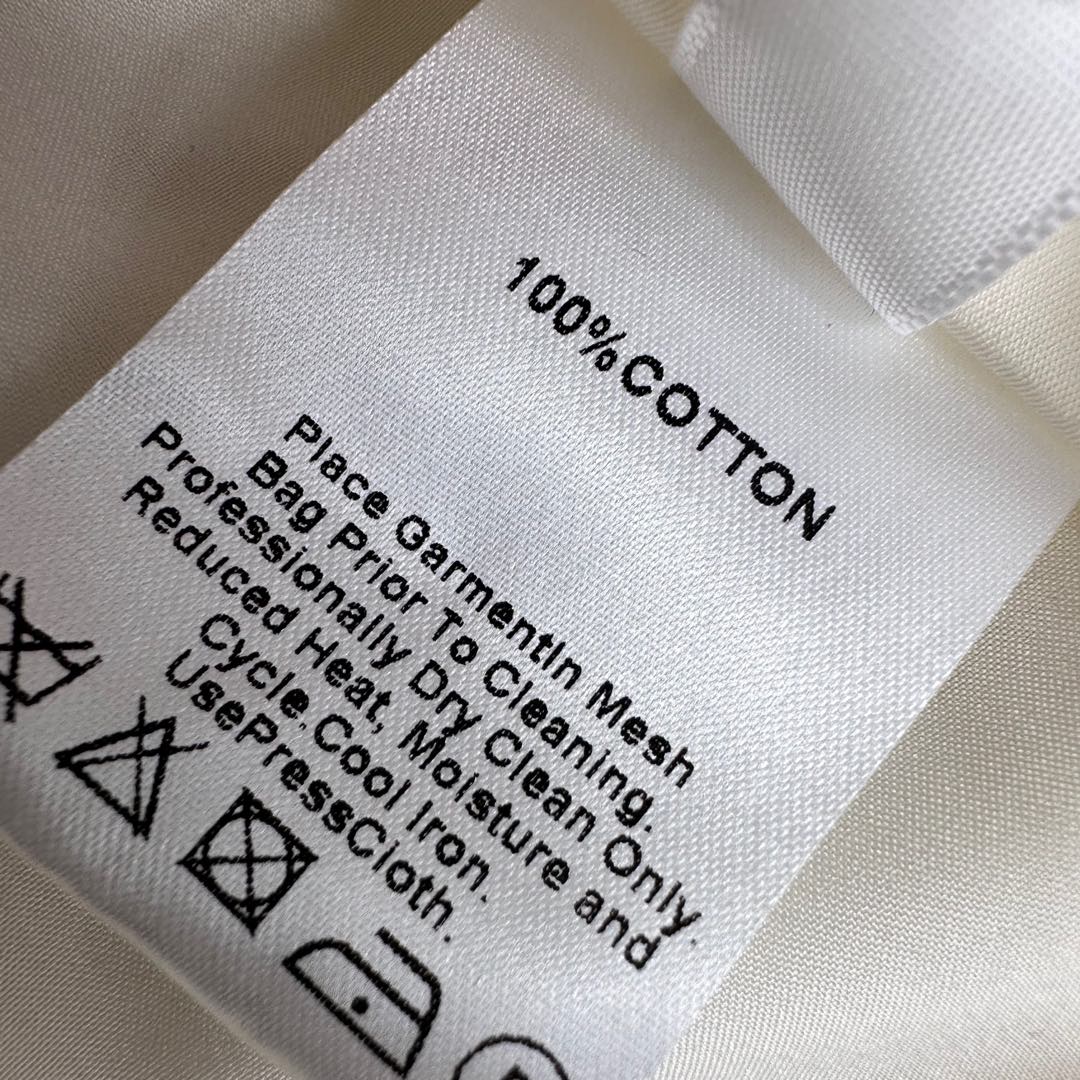 100%COTTON
Place GarmentIn Mesh
Bag Prior To Cleaning.
Professionally Dry Clean Only.
Reduced Heat, Moisture and
Cycle.Cool Iron.
UsePressCloth.